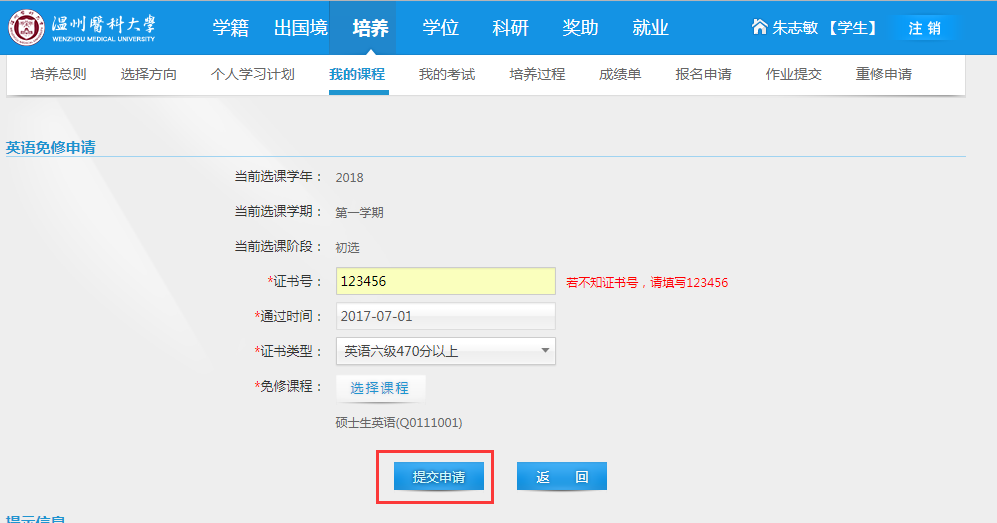 温州醫科大學
WENZHOU MEDICAL UNIVERSITY
学籍 出国境 培养 学位 科研 奖助 就业 朱志敏 【学生】 注 销
培养总则 选择方向 个人学习计划 我的课程 我的考试 培养过程 成绩单 报名申请 作业提交 重修申请
英语免修申请
当前选课学年： 2018
当前选课学期： 第一学期
当前选课阶段： 初选
*证书号： 123456 若不知证书号，请填写123456
*通过时间： 2017-07-01
*证书类型： 英语六级470分以上
*免修课程： 选择课程
硕士生英语(Q0111001)
提交申请 返 回
提示信息